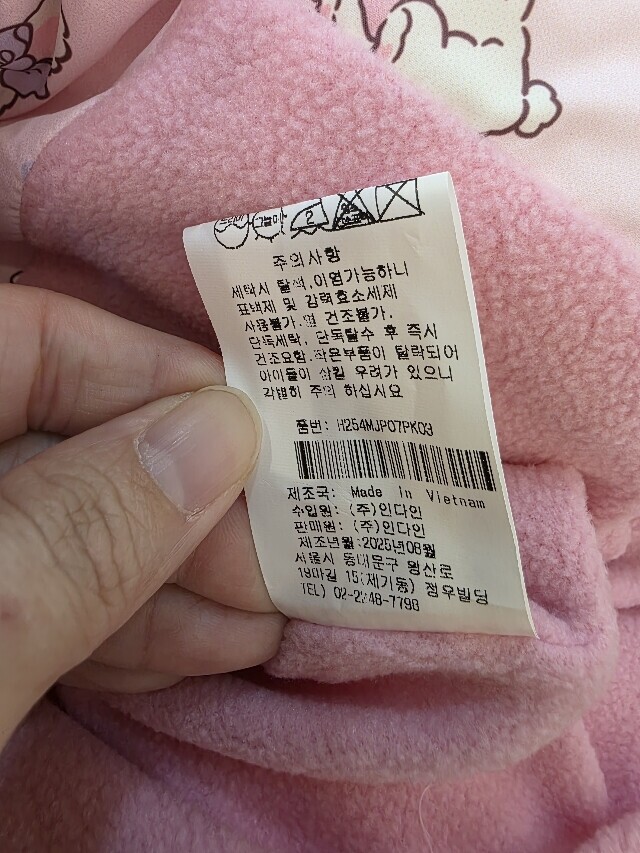 드라이
그늘에
2
주의사항
세탁시 탈색,이염가능하니
표백제 및 강력효소세제
사용불가.열 건조불가.
단독세탁, 단독탈수 후 즉시
건조요함.작은부품이 탈락되어
아이들이 삼킬 우려가 있으니
각별히 주의 하십시요
품번: H254MJP07PK03
제조국: Made In Vietnam
수입원: (주)인다인
판매원: (주)인다인
제조년월:2025년08월
서울시 동대문구 왕산로
19마길 15(제기동) 정우빌딩
TEL)